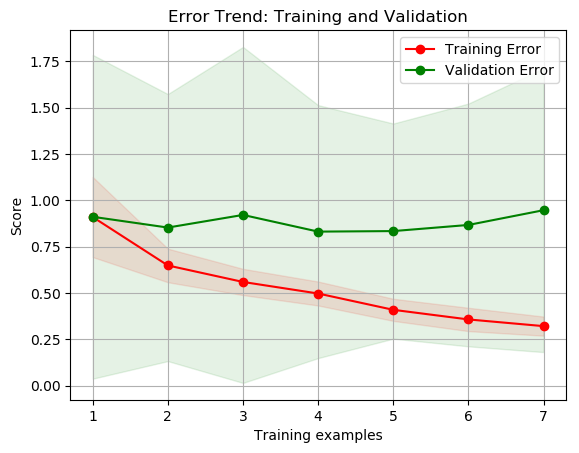 Error Trend: Training and Validation
Training Error
Validation Error
Score
1.75
1.50
1.25
1.00
0.75
0.50
0.25
0.00
1 2 3 4 5 6 7
Training examples